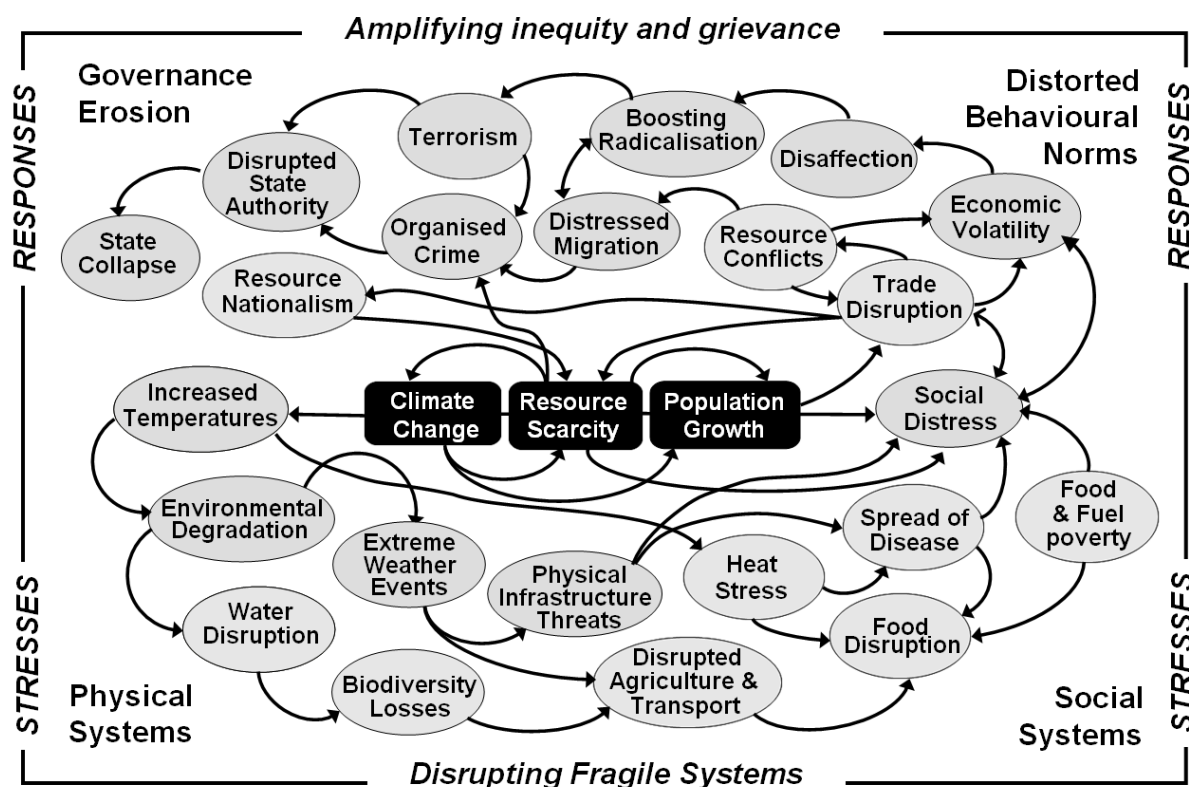 Amplifying inequity and grievance
RESPONSES
Governance
Erosion
Distorted
Behavioural
Norms
RESPONSES
Terrorism
Boosting
Radicalisation
Disaffection
Disrupted
State
Authority
State
Collapse
Organised
Crime
Distressed
Migration
Resource
Conflicts
Economic
Volatility
Resource
Nationalism
Trade
Disruption
Increased
Temperatures
Climate
Change
Resource
Scarcity
Population
Growth
Social
Distress
Environmental
Degradation
Extreme
Weather
Events
Physical
Infrastructure
Threats
Heat
Stress
Spread of
Disease
Food
& Fuel
poverty
Water
Disruption
Food
Disruption
Biodiversity
Losses
Disrupted
Agriculture &
Transport
STRESSES
Physical
Systems
Social
Systems
STRESSES
Disrupting Fragile Systems